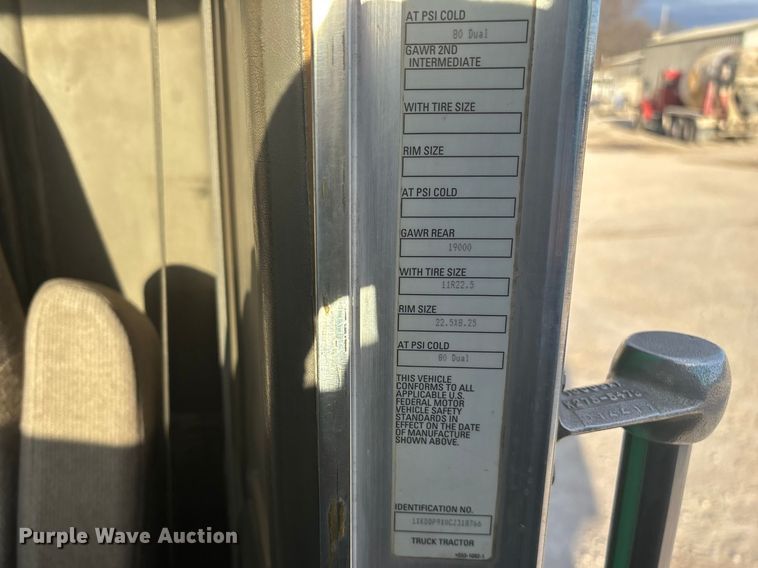 AT PSI COLD
80 Dual
GAWR 2ND
INTERMEDIATE
WITH TIRE SIZE
RIM SIZE
AT PSI COLD
GAWR REAR
19000
WITH TIRE SIZE
11R22.5
RIM SIZE
22.5X8.25
AT PSI COLD
80 Dual
THIS VEHICLE
CONFORMS TO ALL
APPLICABLE U.S.
FEDERAL MOTOR
VEHICLE SAFETY
STANDARDS IN
EFFECT ON THE DATE
OF MANUFACTURE
SHOWN ABOVE.
IDENTIFICATION NO.
TRUCK TRACTOR
Purple Wave Auction